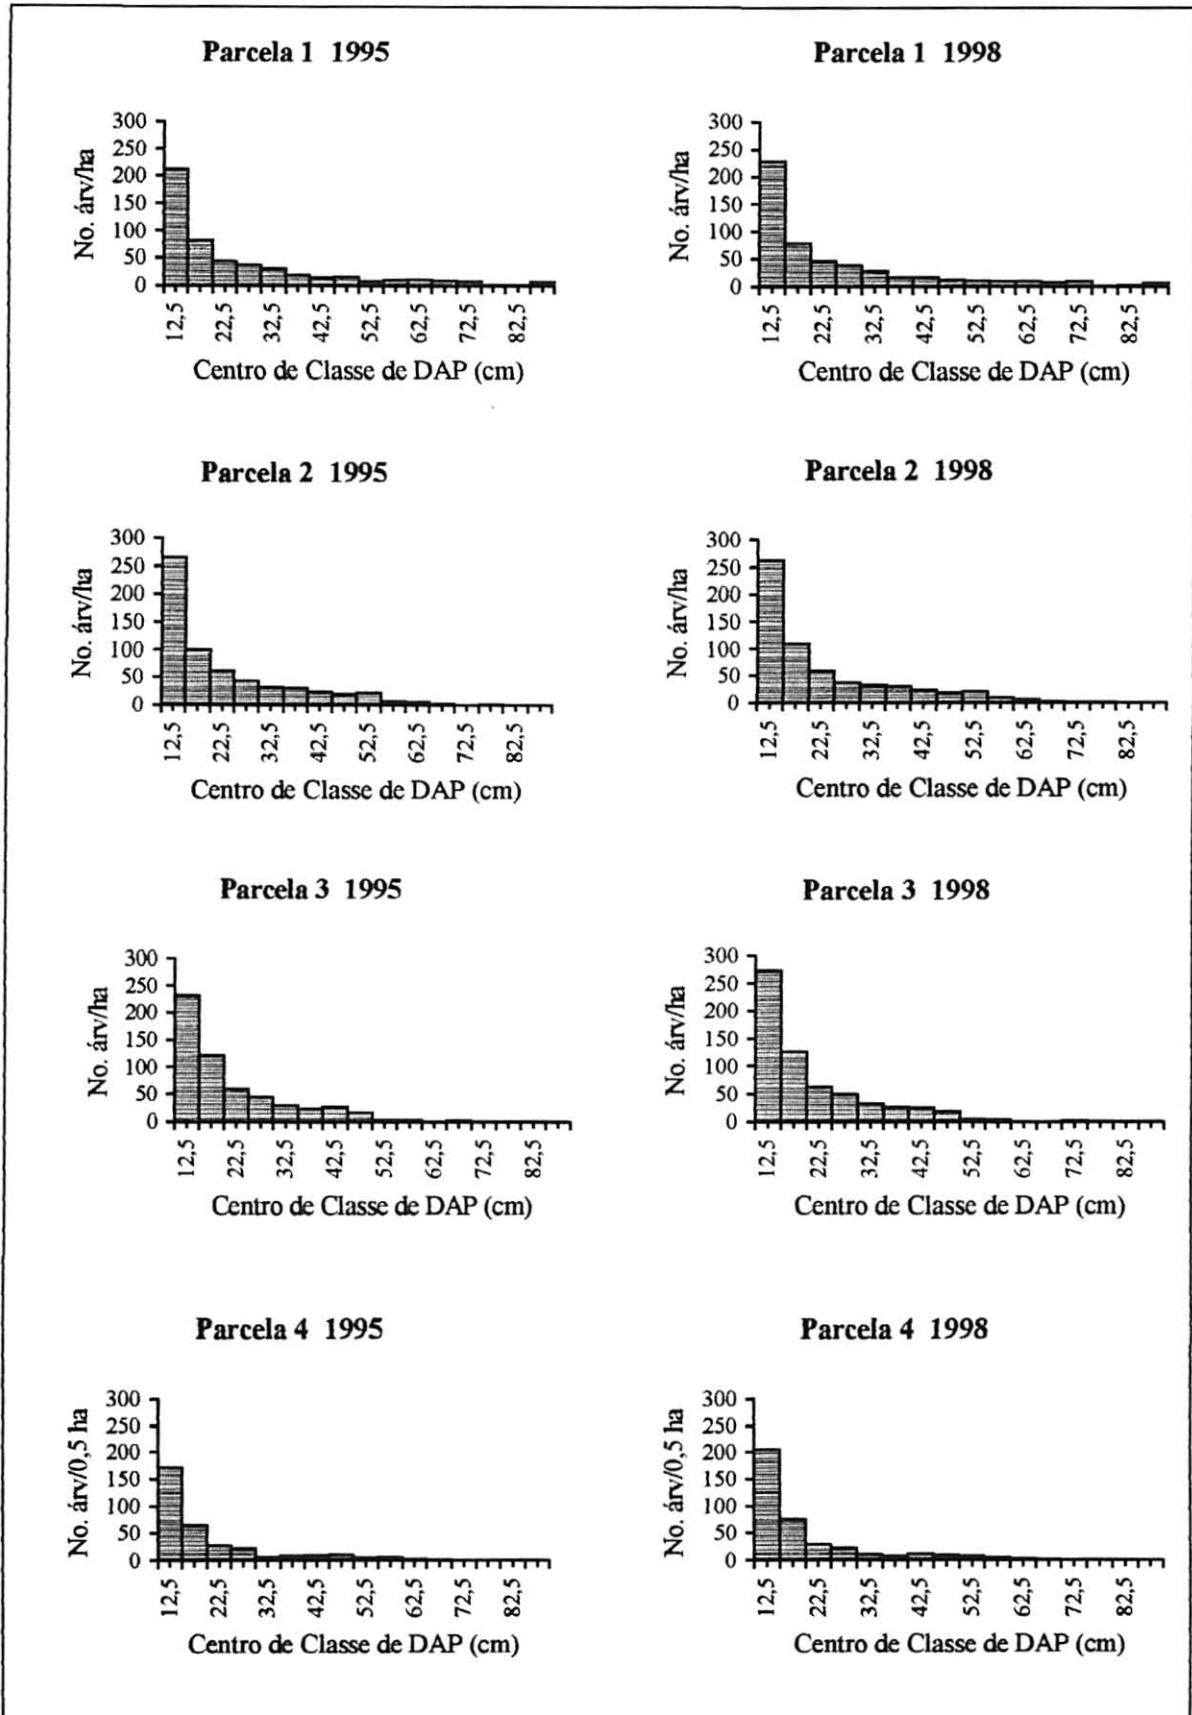 Parcela 1 1995
No. árv/ha
300
250
200
150
100
50
0
12,5 22,5 32,5 42,5 52,5 62,5 72,5 82,5
Centro de Classe de DAP (cm)
Parcela 1 1998
No. árv/ha
300
250
200
150
100
50
0
12,5 22,5 32,5 42,5 52,5 62,5 72,5 82,5
Centro de Classe de DAP (cm)
Parcela 2 1995
No. árv/ha
300
250
200
150
100
50
0
12,5 22,5 32,5 42,5 52,5 62,5 72,5 82,5
Centro de Classe de DAP (cm)
Parcela 2 1998
No. árv/ha
300
250
200
150
100
50
0
12,5 22,5 32,5 42,5 52,5 62,5 72,5 82,5
Centro de Classe de DAP (cm)
Parcela 3 1995
No. árv/ha
300
250
200
150
100
50
0
12,5 22,5 32,5 42,5 52,5 62,5 72,5 82,5
Centro de Classe de DAP (cm)
Parcela 3 1998
No. árv/ha
300
250
200
150
100
50
0
12,5 22,5 32,5 42,5 52,5 62,5 72,5 82,5
Centro de Classe de DAP (cm)
Parcela 4 1995
No. árv/0,5 ha
300
250
200
150
100
50
0
12,5 22,5 32,5 42,5 52,5 62,5 72,5 82,5
Centro de Classe de DAP (cm)
Parcela 4 1998
No. árv/0,5 ha
300
250
200
150
100
50
0
12,5 22,5 32,5 42,5 52,5 62,5 72,5 82,5
Centro de Classe de DAP (cm)